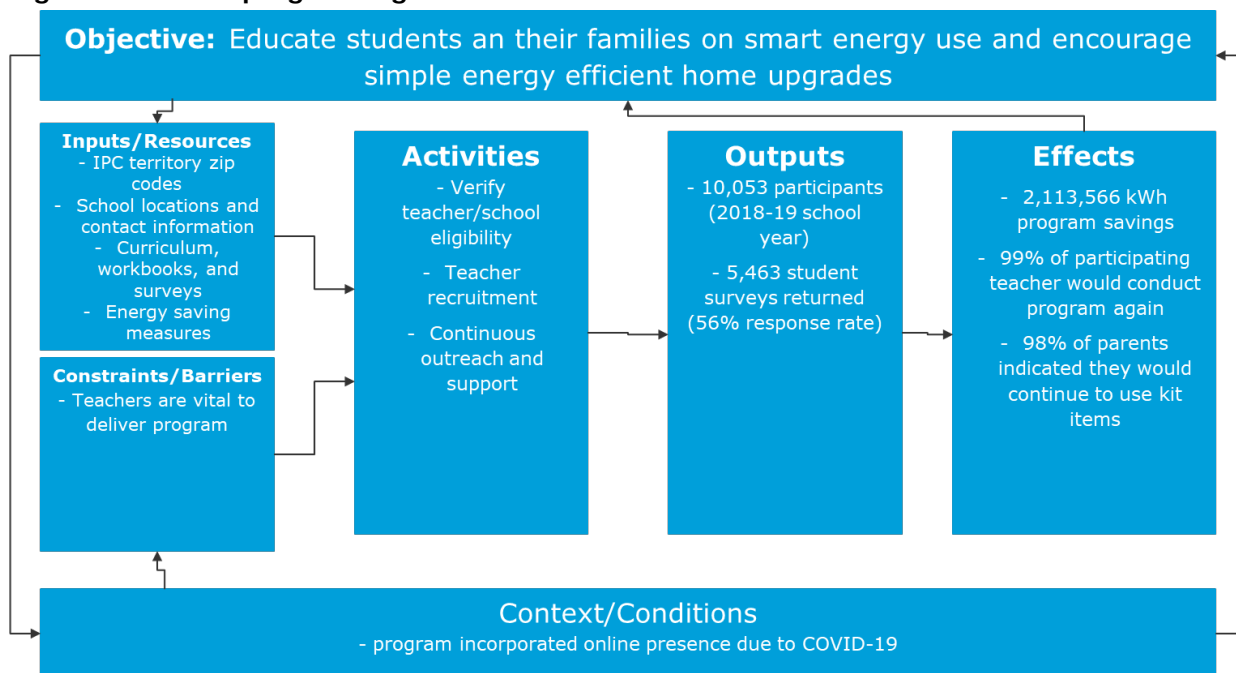 Objective: Educate students an their families on smart energy use and encourage
simple energy efficient home upgrades
Inputs/Resources
- IPC territory zip
codes
- School locations and
contact information
- Curriculum,
workbooks, and
surveys
- Energy saving
measures
Constraints/Barriers
- Teachers are vital to
deliver program
Activities
- Verify
teacher/school
eligibility
- Teacher
recruitment
- Continuous
outreach and
support
Outputs
- 10,053 participants
(2018-19 school
year)
- 5,463 student
surveys returned
(56% response rate)
Effects
- 2,113,566 kWh
program savings
- 99% of participating
teacher would conduct
program again
- 98% of parents
indicated they would
continue to use kit
items
Context/Conditions
- program incorporated online presence due to COVID-19